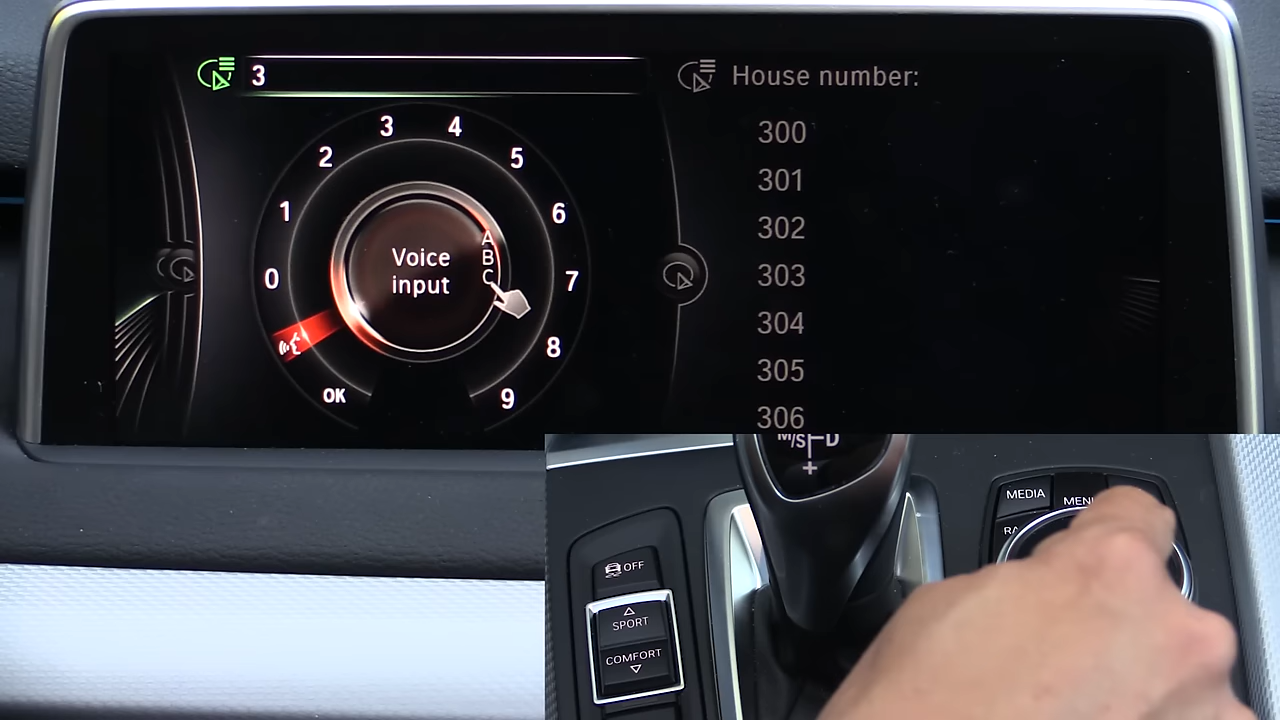 3
House number:
300
301
302
303
304
305
306
0
1
2
3
4
5
6
7
8
9
OK
Voice
input
A
B
C
M/S
D
+
MEDIA
MENU
OFF
SPORT
COMFORT